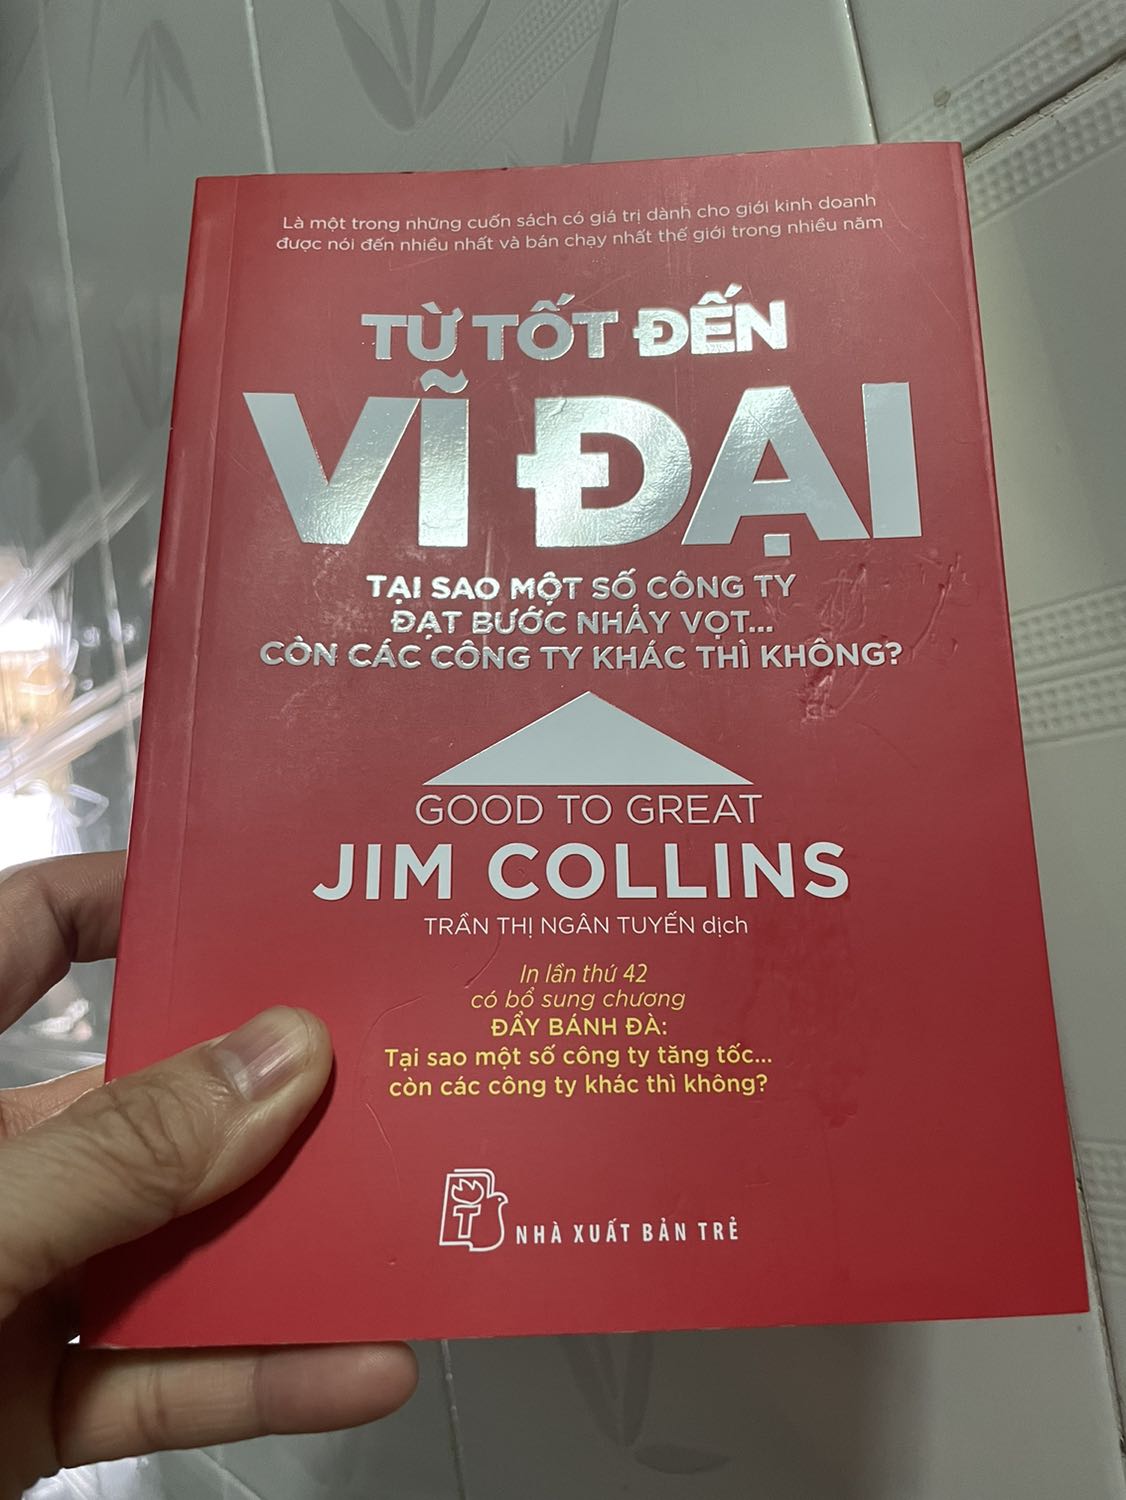 Là một trong những cuốn sách có giá trị dành cho giới kinh doanh
được nói đến nhiều nhất và bán chạy nhất thế giới trong nhiều năm
TỪ TỐT ĐẾN
VĨ ĐẠI
TẠI SAO MỘT SỐ CÔNG TY
ĐẠT BƯỚC NHẢY VỌT...
CÒN CÁC CÔNG TY KHÁC THÌ KHÔNG?
GOOD TO GREAT
JIM COLLINS
TRẦN THỊ NGÂN TUYẾN dịch
In lần thứ 42
có bổ sung chương
ĐẨY BÁNH ĐÀ:
Tại sao một số công ty tăng tốc...
còn các công ty khác thì không?
T
NHÀ XUẤT BẢN TRẺ